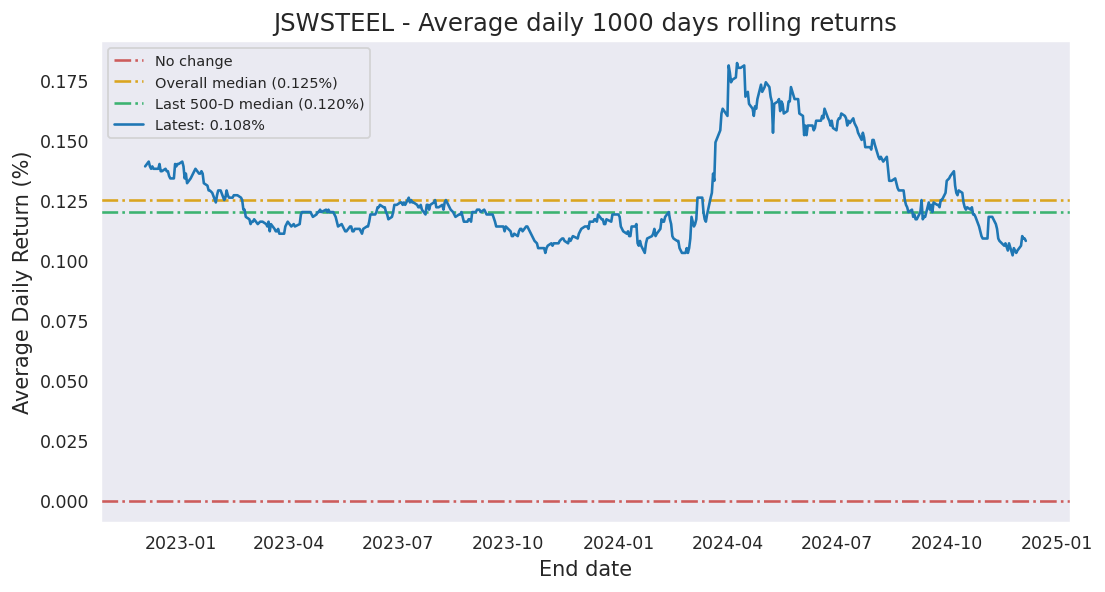 JSWSTEEL - Average daily 1000 days rolling returns
No change
Overall median (0.125%)
Last 500-D median (0.120%)
Latest: 0.108%
Average Daily Return (%)
0.175
0.150
0.125
0.100
0.075
0.050
0.025
0.000
2023-01 2023-04 2023-07 2023-10 2024-01 2024-04 2024-07 2024-10 2025-01
End date